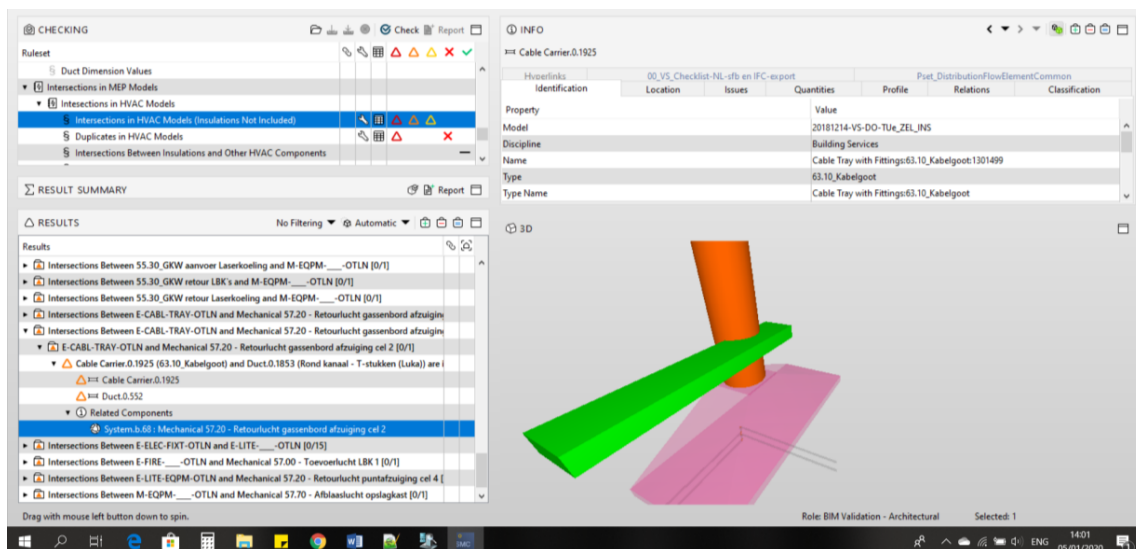 CHECKING
Check Report
Ruleset
§ Duct Dimension Values
Intersections in MEP Models
§ Intesections in HVAC Models
§ Intersections in HVAC Models (Insulations Not Included)
§ Duplicates in HVAC Models
§ Intersections Between Insulations and Other HVAC Components
RESULT SUMMARY
Report
RESULTS
No Filtering Automatic
Results
Intersections Between 55.30_GKW aanvoer Laserkoeling and M-EQPM-___-OTLN [0/1]
Intersections Between 55.30_GKW retour LBK's and M-EQPM-___-OTLN [0/1]
Intersections Between 55.30_GKW retour Laserkoeling and M-EQPM-___-OTLN [0/1]
Intersections Between E-CABL-TRAY-OTLN and Mechanical 57.20 - Retourlucht gassenbord afzuiging
Intersections Between E-CABL-TRAY-OTLN and Mechanical 57.20 - Retourlucht gassenbord afzuiging
E-CABL-TRAY-OTLN and Mechanical 57.20 - Retourlucht gassenbord afzuiging cel 2 [0/1]
Cable Carrier.0.1925 (63.10_Kabelgoot) and Duct.0.1853 (Rond kanaal - T-stukken (Luka)) are i
Cable Carrier.0.1925
Duct.0.552
Related Components
System.b.68 : Mechanical 57.20 - Retourlucht gassenbord afzuiging cel 2
Intersections Between E-ELEC-FIXT-OTLN and E-LITE-___-OTLN [0/15]
Intersections Between E-FIRE-___-OTLN and Mechanical 57.00 - Toevoerlucht LBK 1 [0/1]
Intersections Between E-LITE-EQPM-OTLN and Mechanical 57.20 - Retourlucht puntafzuiging cel 4 [
Intersections Between M-EQPM-___-OTLN and Mechanical 57.70 - Afblaaslucht opslagkast [0/1]
Drag with mouse left button down to spin.
INFO
Cable Carrier.0.1925
Hyperlinks 00_VS_Checklist-NL-sfb en IFC-export Pset_DistributionFlowElementCommon
Identification Location Issues Quantities Profile Relations Classification
Property Value
Model 20181214-VS-DO-TUe_ZEL_INS
Discipline Building Services
Name Cable Tray with Fittings:63.10_Kabelgoot:1301499
Type 63.10_Kabelgoot
Type Name Cable Tray with Fittings:63.10_Kabelgoot
3D
Role: BIM Validation - Architectural Selected: 1
SMC
ENG
14:01
05/01/2020